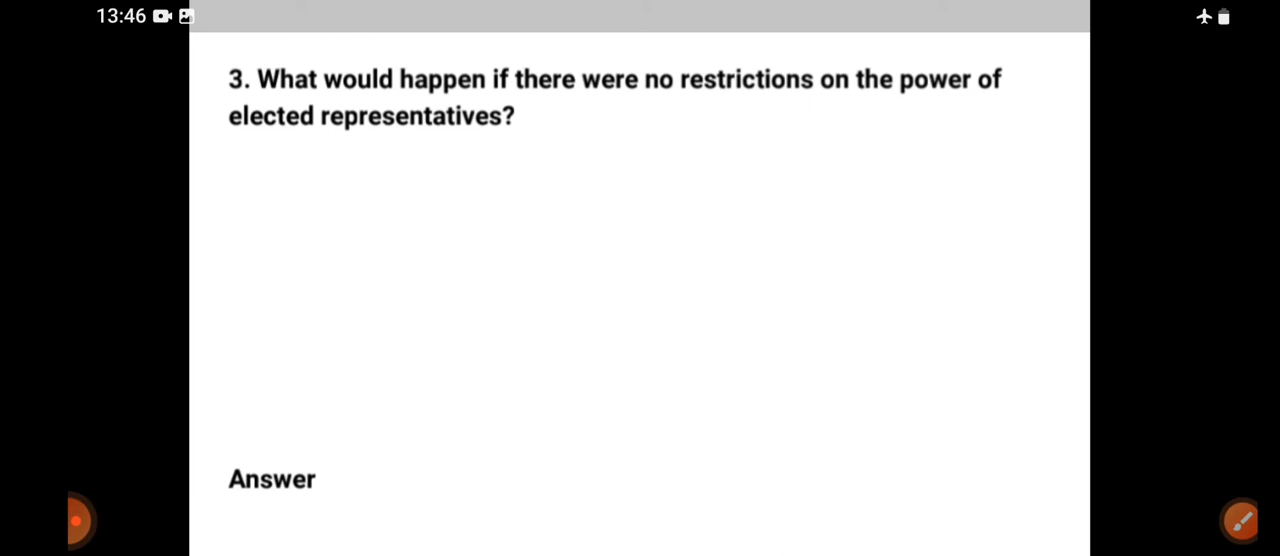 13:46
3. What would happen if there were no restrictions on the power of
elected representatives?
Answer